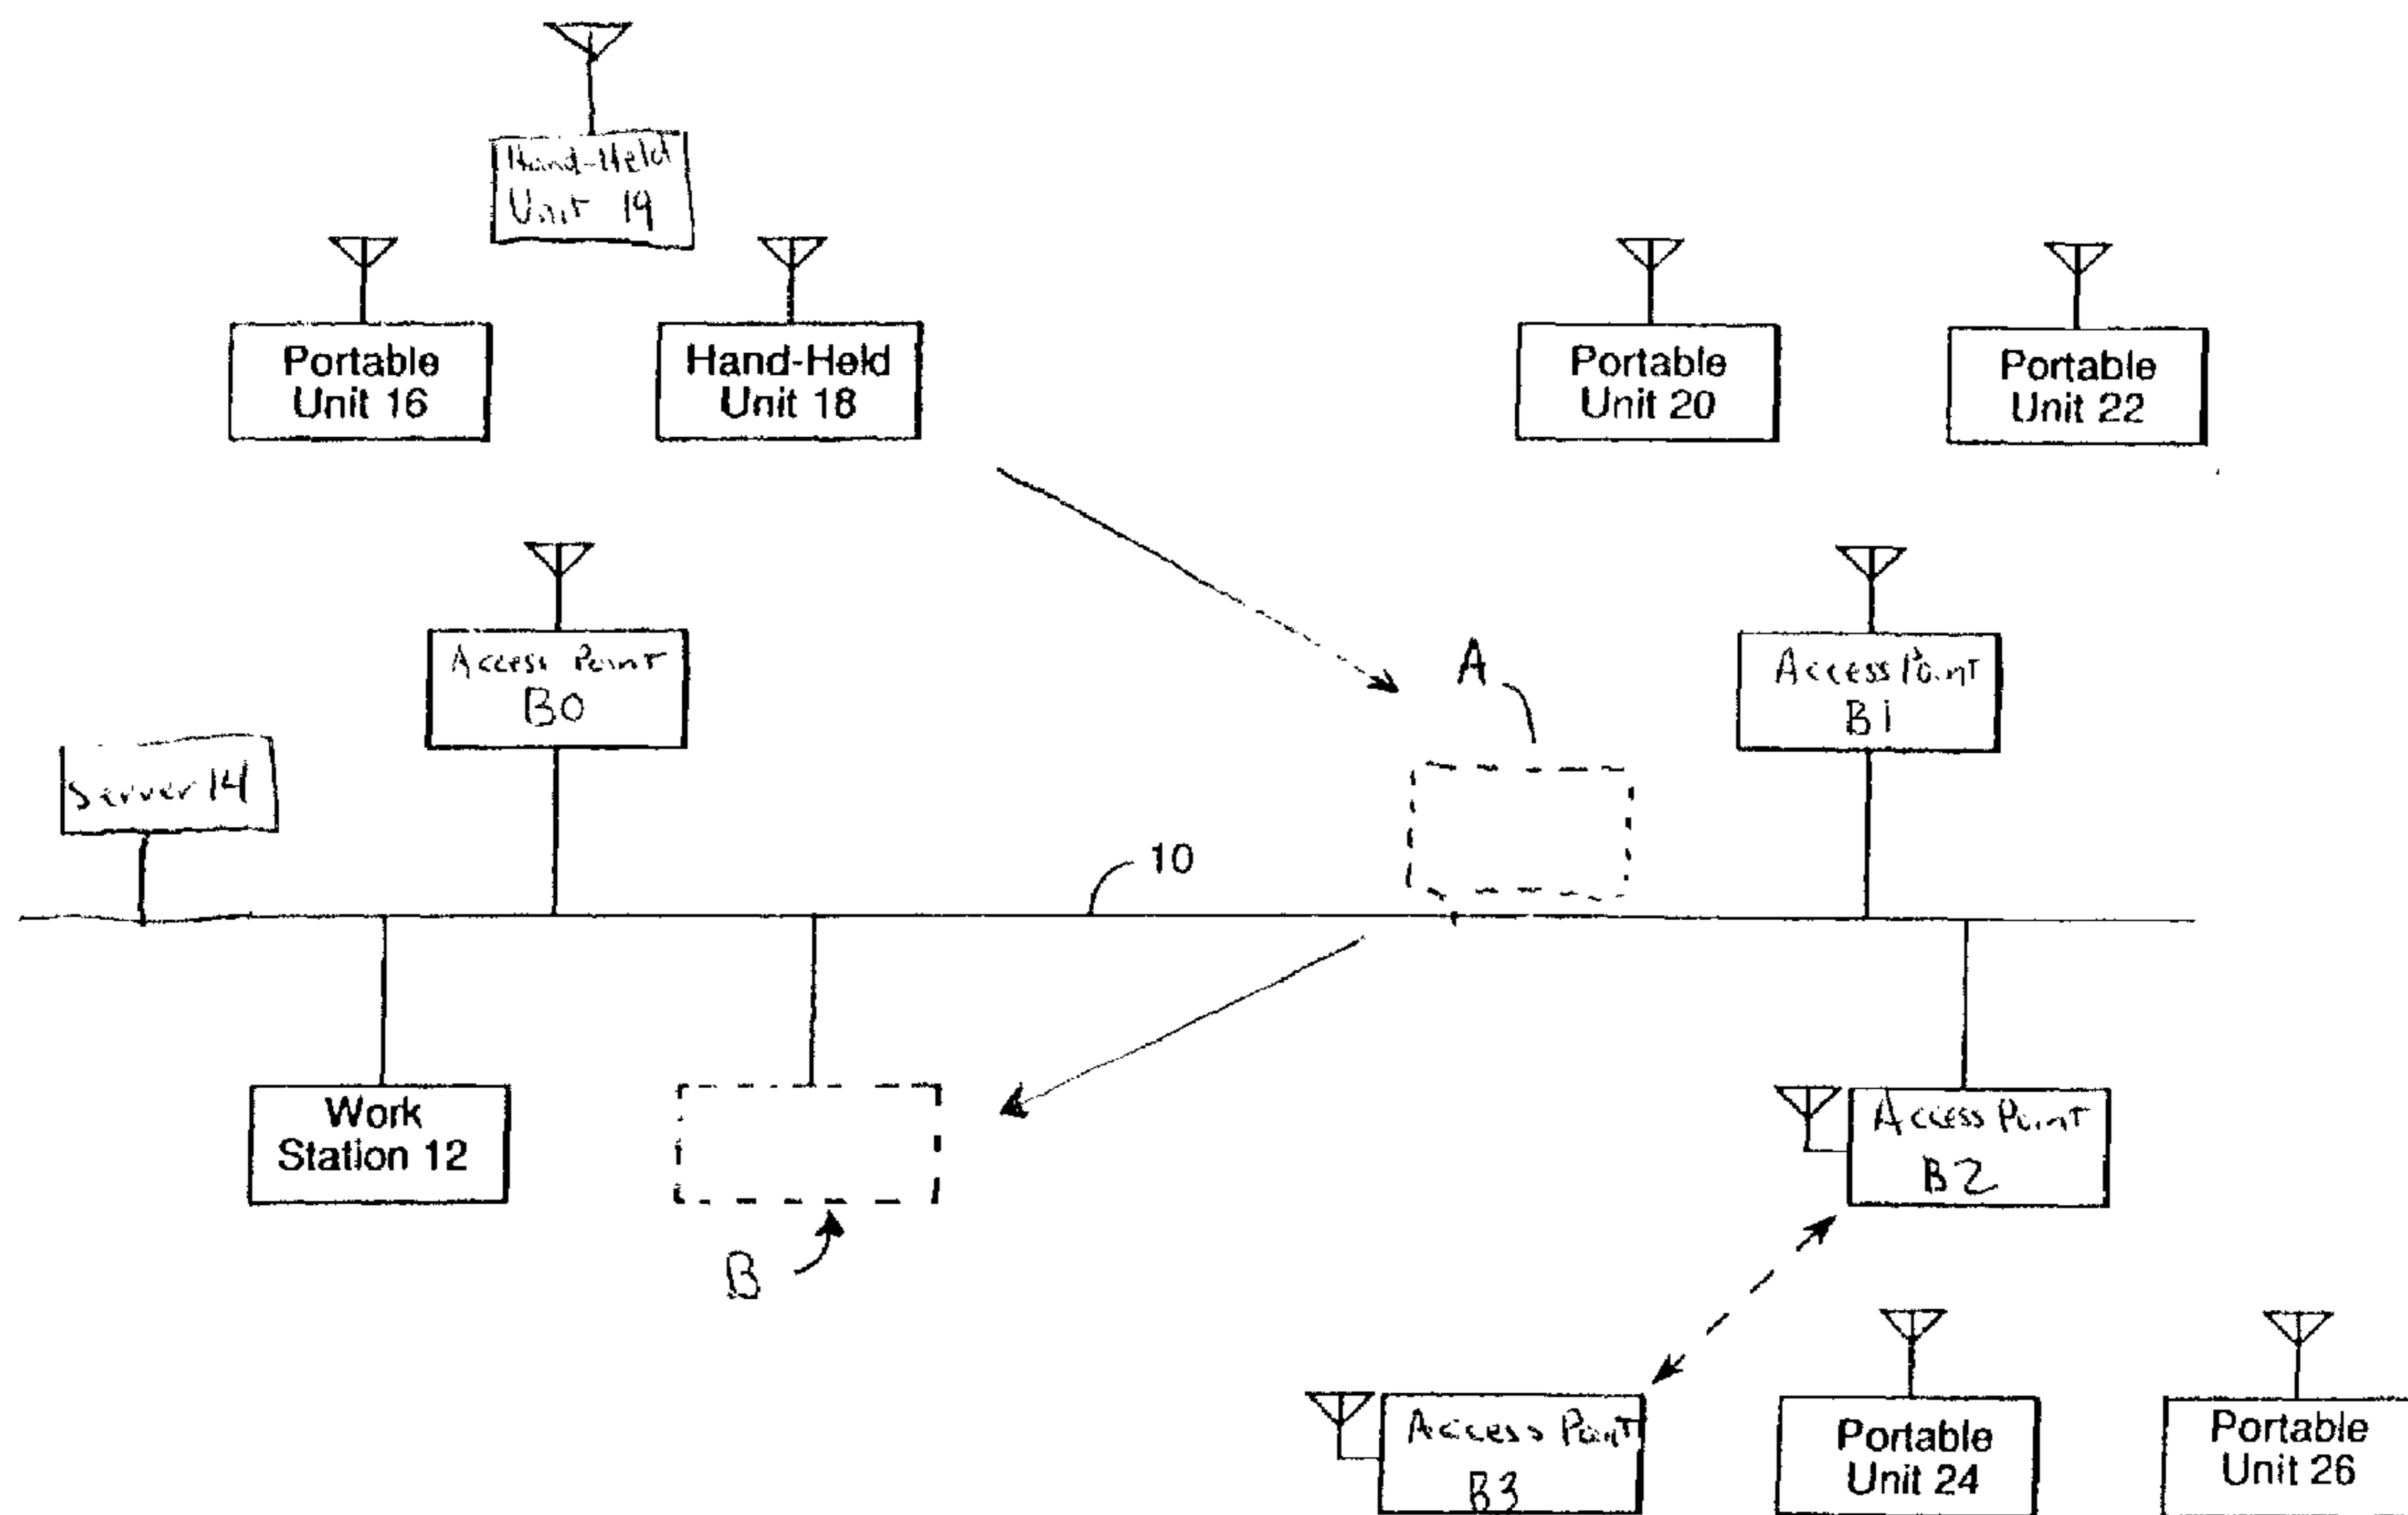 Hand-Held
Unit 19
Portable
Unit 16
Hand-Held
Unit 18
Portable
Unit 20
Portable
Unit 22
Access Point
B0
A
Access Point
B1
Server 14
10
Work
Station 12
B
Access Point
B2
Access Point
B3
Portable
Unit 24
Portable
Unit 26